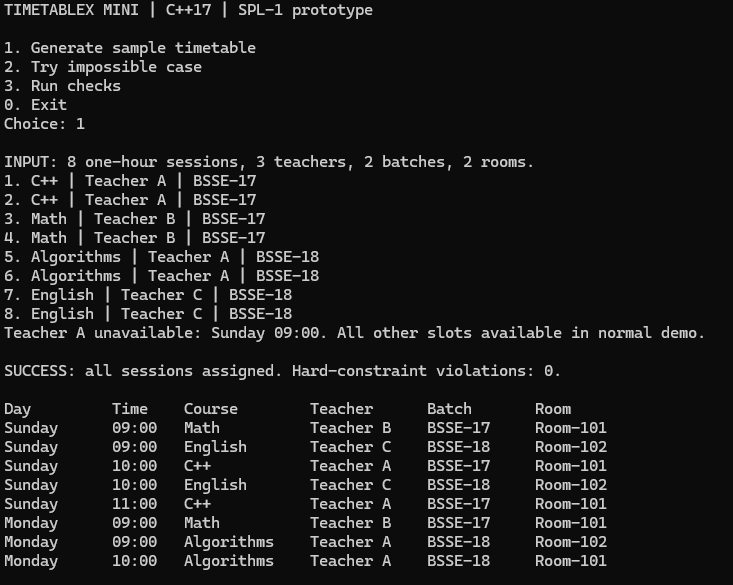 TIMETABLEX MINI | C++17 | SPL-1 prototype
1. Generate sample timetable
2. Try impossible case
3. Run checks
0. Exit
Choice: 1
INPUT: 8 one-hour sessions, 3 teachers, 2 batches, 2 rooms.
1. C++ | Teacher A | BSSE-17
2. C++ | Teacher A | BSSE-17
3. Math | Teacher B | BSSE-17
4. Math | Teacher B | BSSE-17
5. Algorithms | Teacher A | BSSE-18
6. Algorithms | Teacher A | BSSE-18
7. English | Teacher C | BSSE-18
8. English | Teacher C | BSSE-18
Teacher A unavailable: Sunday 09:00. All other slots available in normal demo.
SUCCESS: all sessions assigned. Hard-constraint violations: 0.
Day Time Course Teacher Batch Room
Sunday 09:00 Math Teacher B BSSE-17 Room-101
Sunday 09:00 English Teacher C BSSE-18 Room-102
Sunday 10:00 C++ Teacher A BSSE-17 Room-101
Sunday 10:00 English Teacher C BSSE-18 Room-102
Sunday 11:00 C++ Teacher A BSSE-17 Room-101
Monday 09:00 Math Teacher B BSSE-17 Room-101
Monday 09:00 Algorithms Teacher A BSSE-18 Room-102
Monday 10:00 Algorithms Teacher A BSSE-18 Room-101